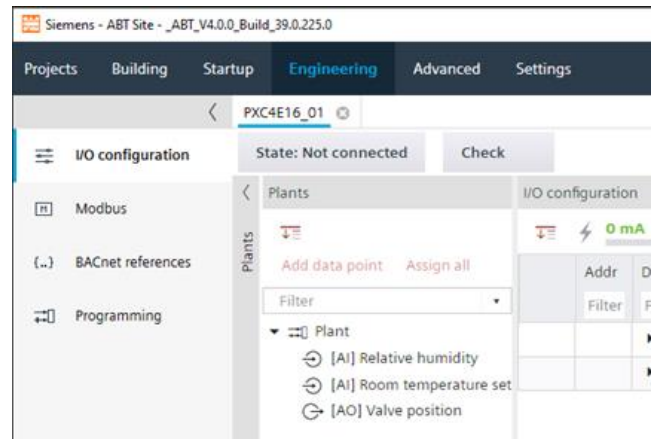 Siemens - ABT Site - _ABT_V4.0.0_Build_39.0.225.0
Projects Building Startup Engineering Advanced Settings
PXC4E16_01
I/O configuration
State: Not connected Check
Modbus
BACnet references
Programming
Plants
Plants
Add data point Assign all
Filter
Plant
[AI] Relative humidity
[AI] Room temperature set
[AO] Valve position
I/O configuration
0 mA
Addr D
Filter F